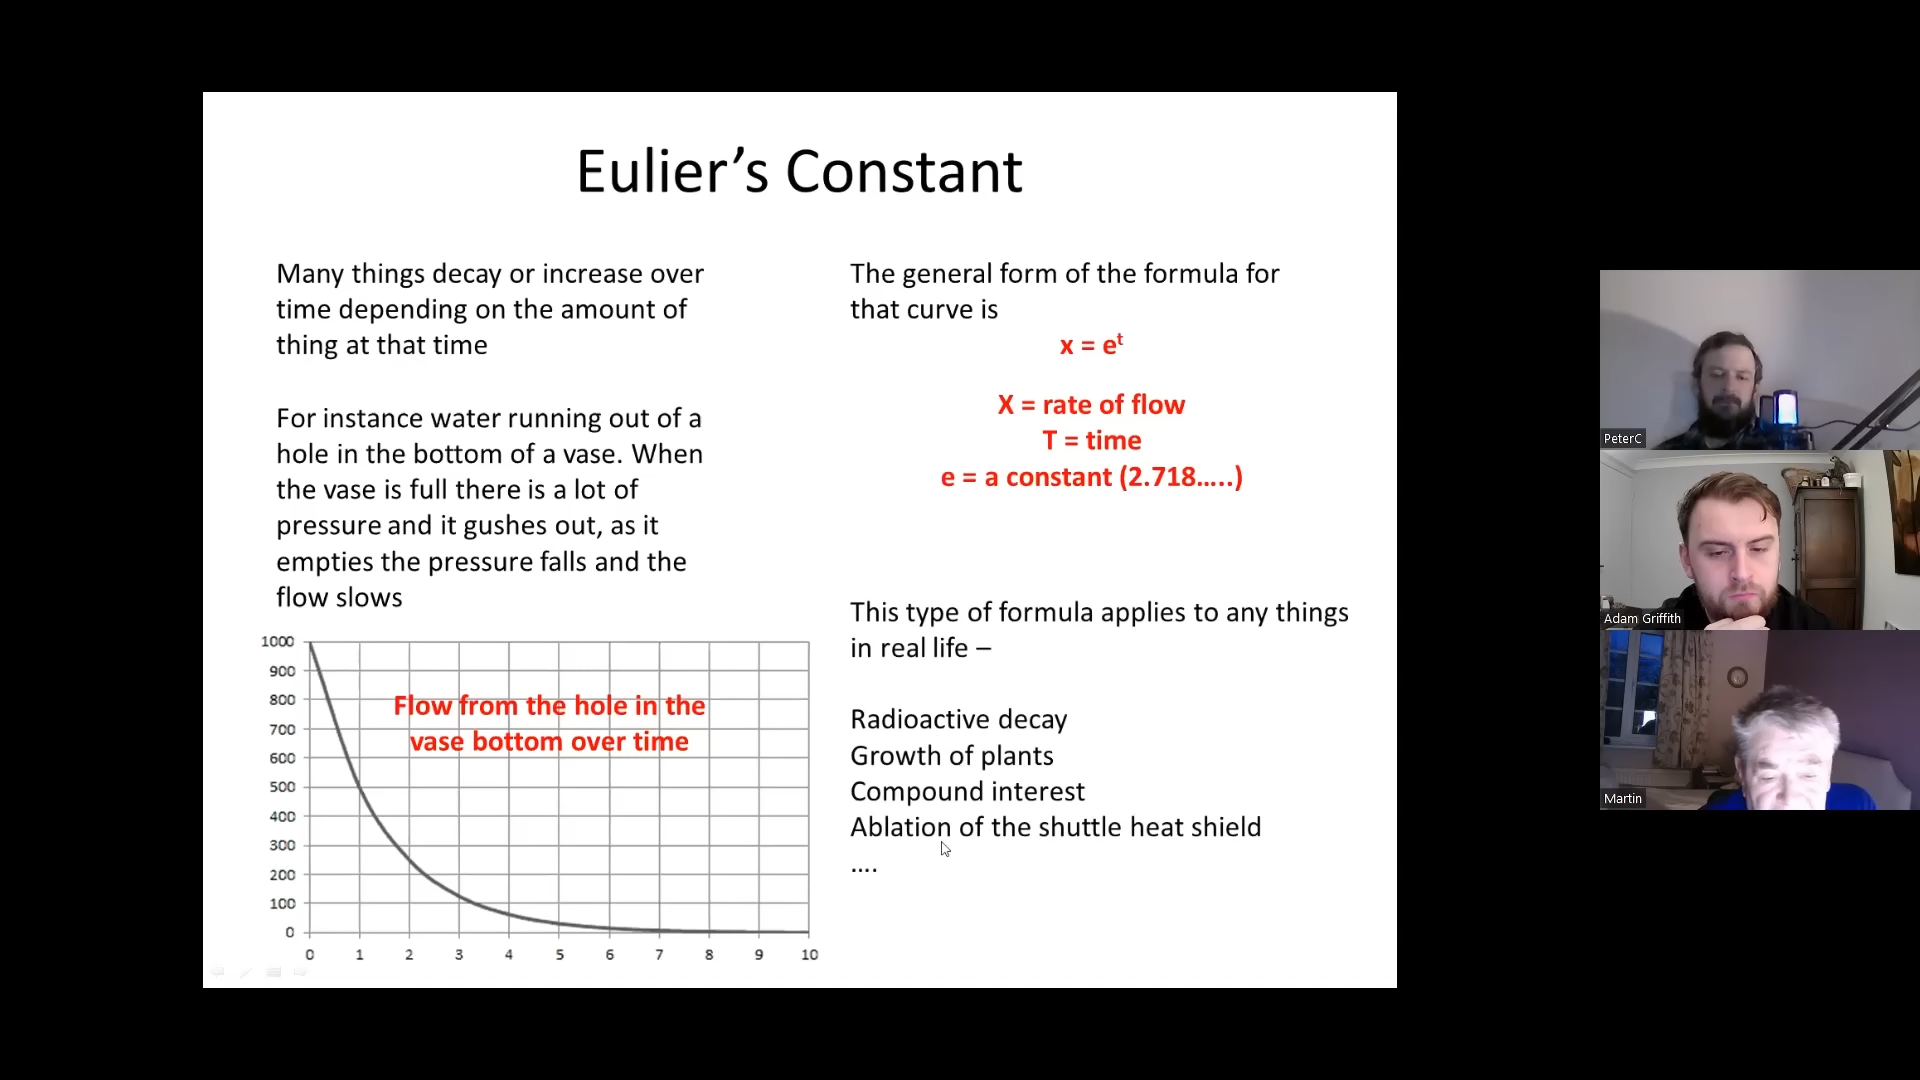 Eulier’s Constant
Many things decay or increase over
time depending on the amount of
thing at that time
For instance water running out of a
hole in the bottom of a vase. When
the vase is full there is a lot of
pressure and it gushes out, as it
empties the pressure falls and the
flow slows
1000
900
800
700
600
500
400
300
200
100
0
Flow from the hole in the
vase bottom over time
0 1 2 3 4 5 6 7 8 9 10
The general form of the formula for
that curve is
x = eᵗ
X = rate of flow
T = time
e = a constant (2.718…..)
This type of formula applies to any things
in real life –
Radioactive decay
Growth of plants
Compound interest
Ablation of the shuttle heat shield
….
PeterC
Adam Griffith
Martin